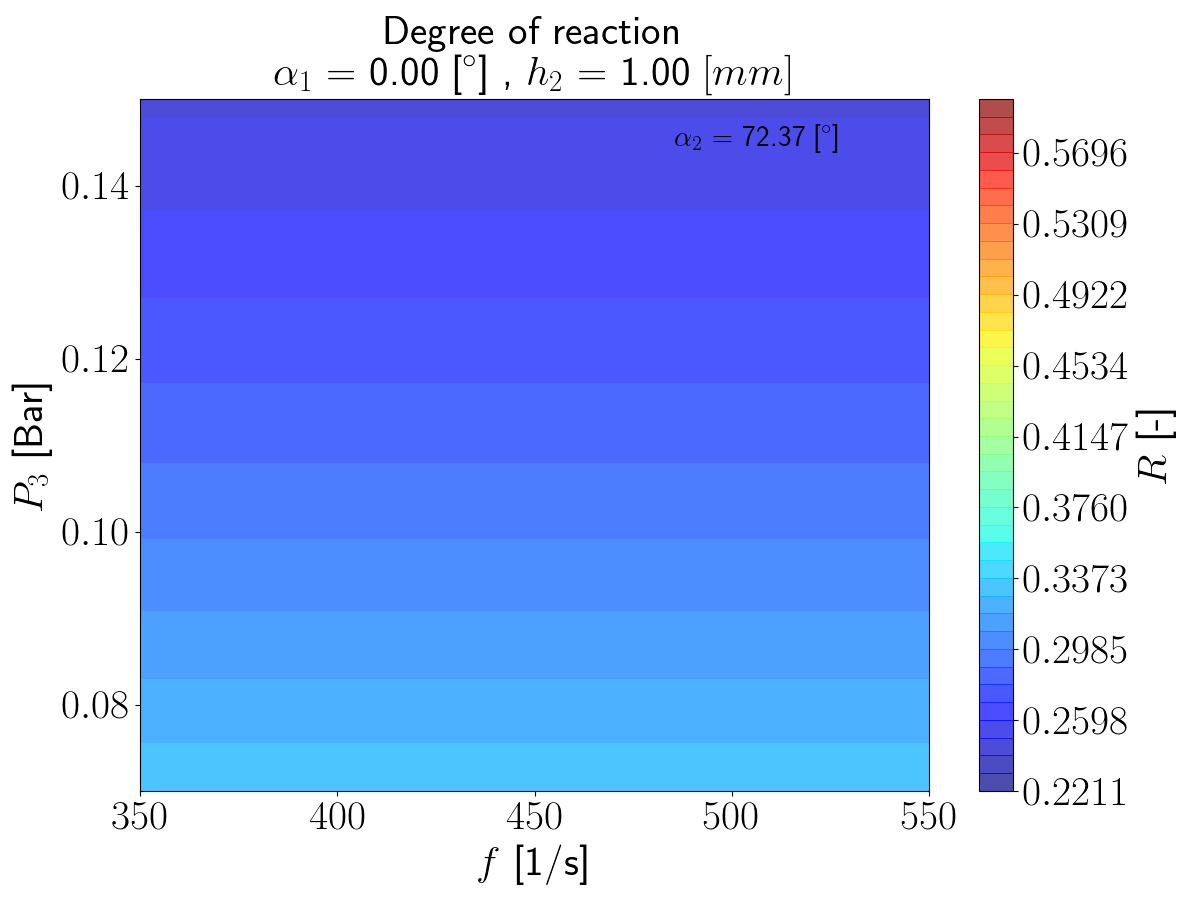 Degree of reaction
α₁ = 0.00 [°] , h₂ = 1.00 [mm]
α₂ = 72.37 [°]
P₃ [Bar]
0.14
0.12
0.10
0.08
350 400 450 500 550
f [1/s]
0.5696
0.5309
0.4922
0.4534
0.4147
0.3760
0.3373
0.2985
0.2598
0.2211
R [-]